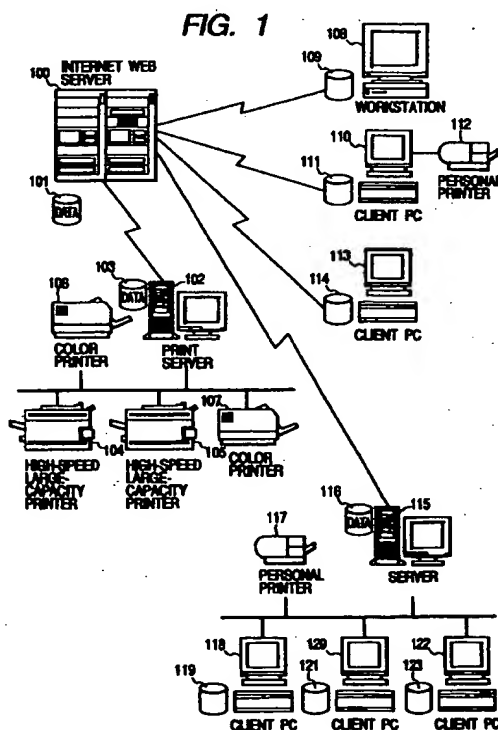 FIG. 1
100
INTERNET WEB
SERVER
101
DATA
108
109
WORKSTATION
110
112
111
PERSONAL
PRINTER
CLIENT PC
113
114
CLIENT PC
103
102
DATA
106
COLOR
PRINTER
PRINT
SERVER
107
104
105
COLOR
PRINTER
HIGH-SPEED
LARGE-
CAPACITY
PRINTER
HIGH-SPEED
LARGE-
CAPACITY
PRINTER
116
115
DATA
117
PERSONAL
PRINTER
SERVER
118
120
122
119
121
123
CLIENT PC
CLIENT PC
CLIENT PC